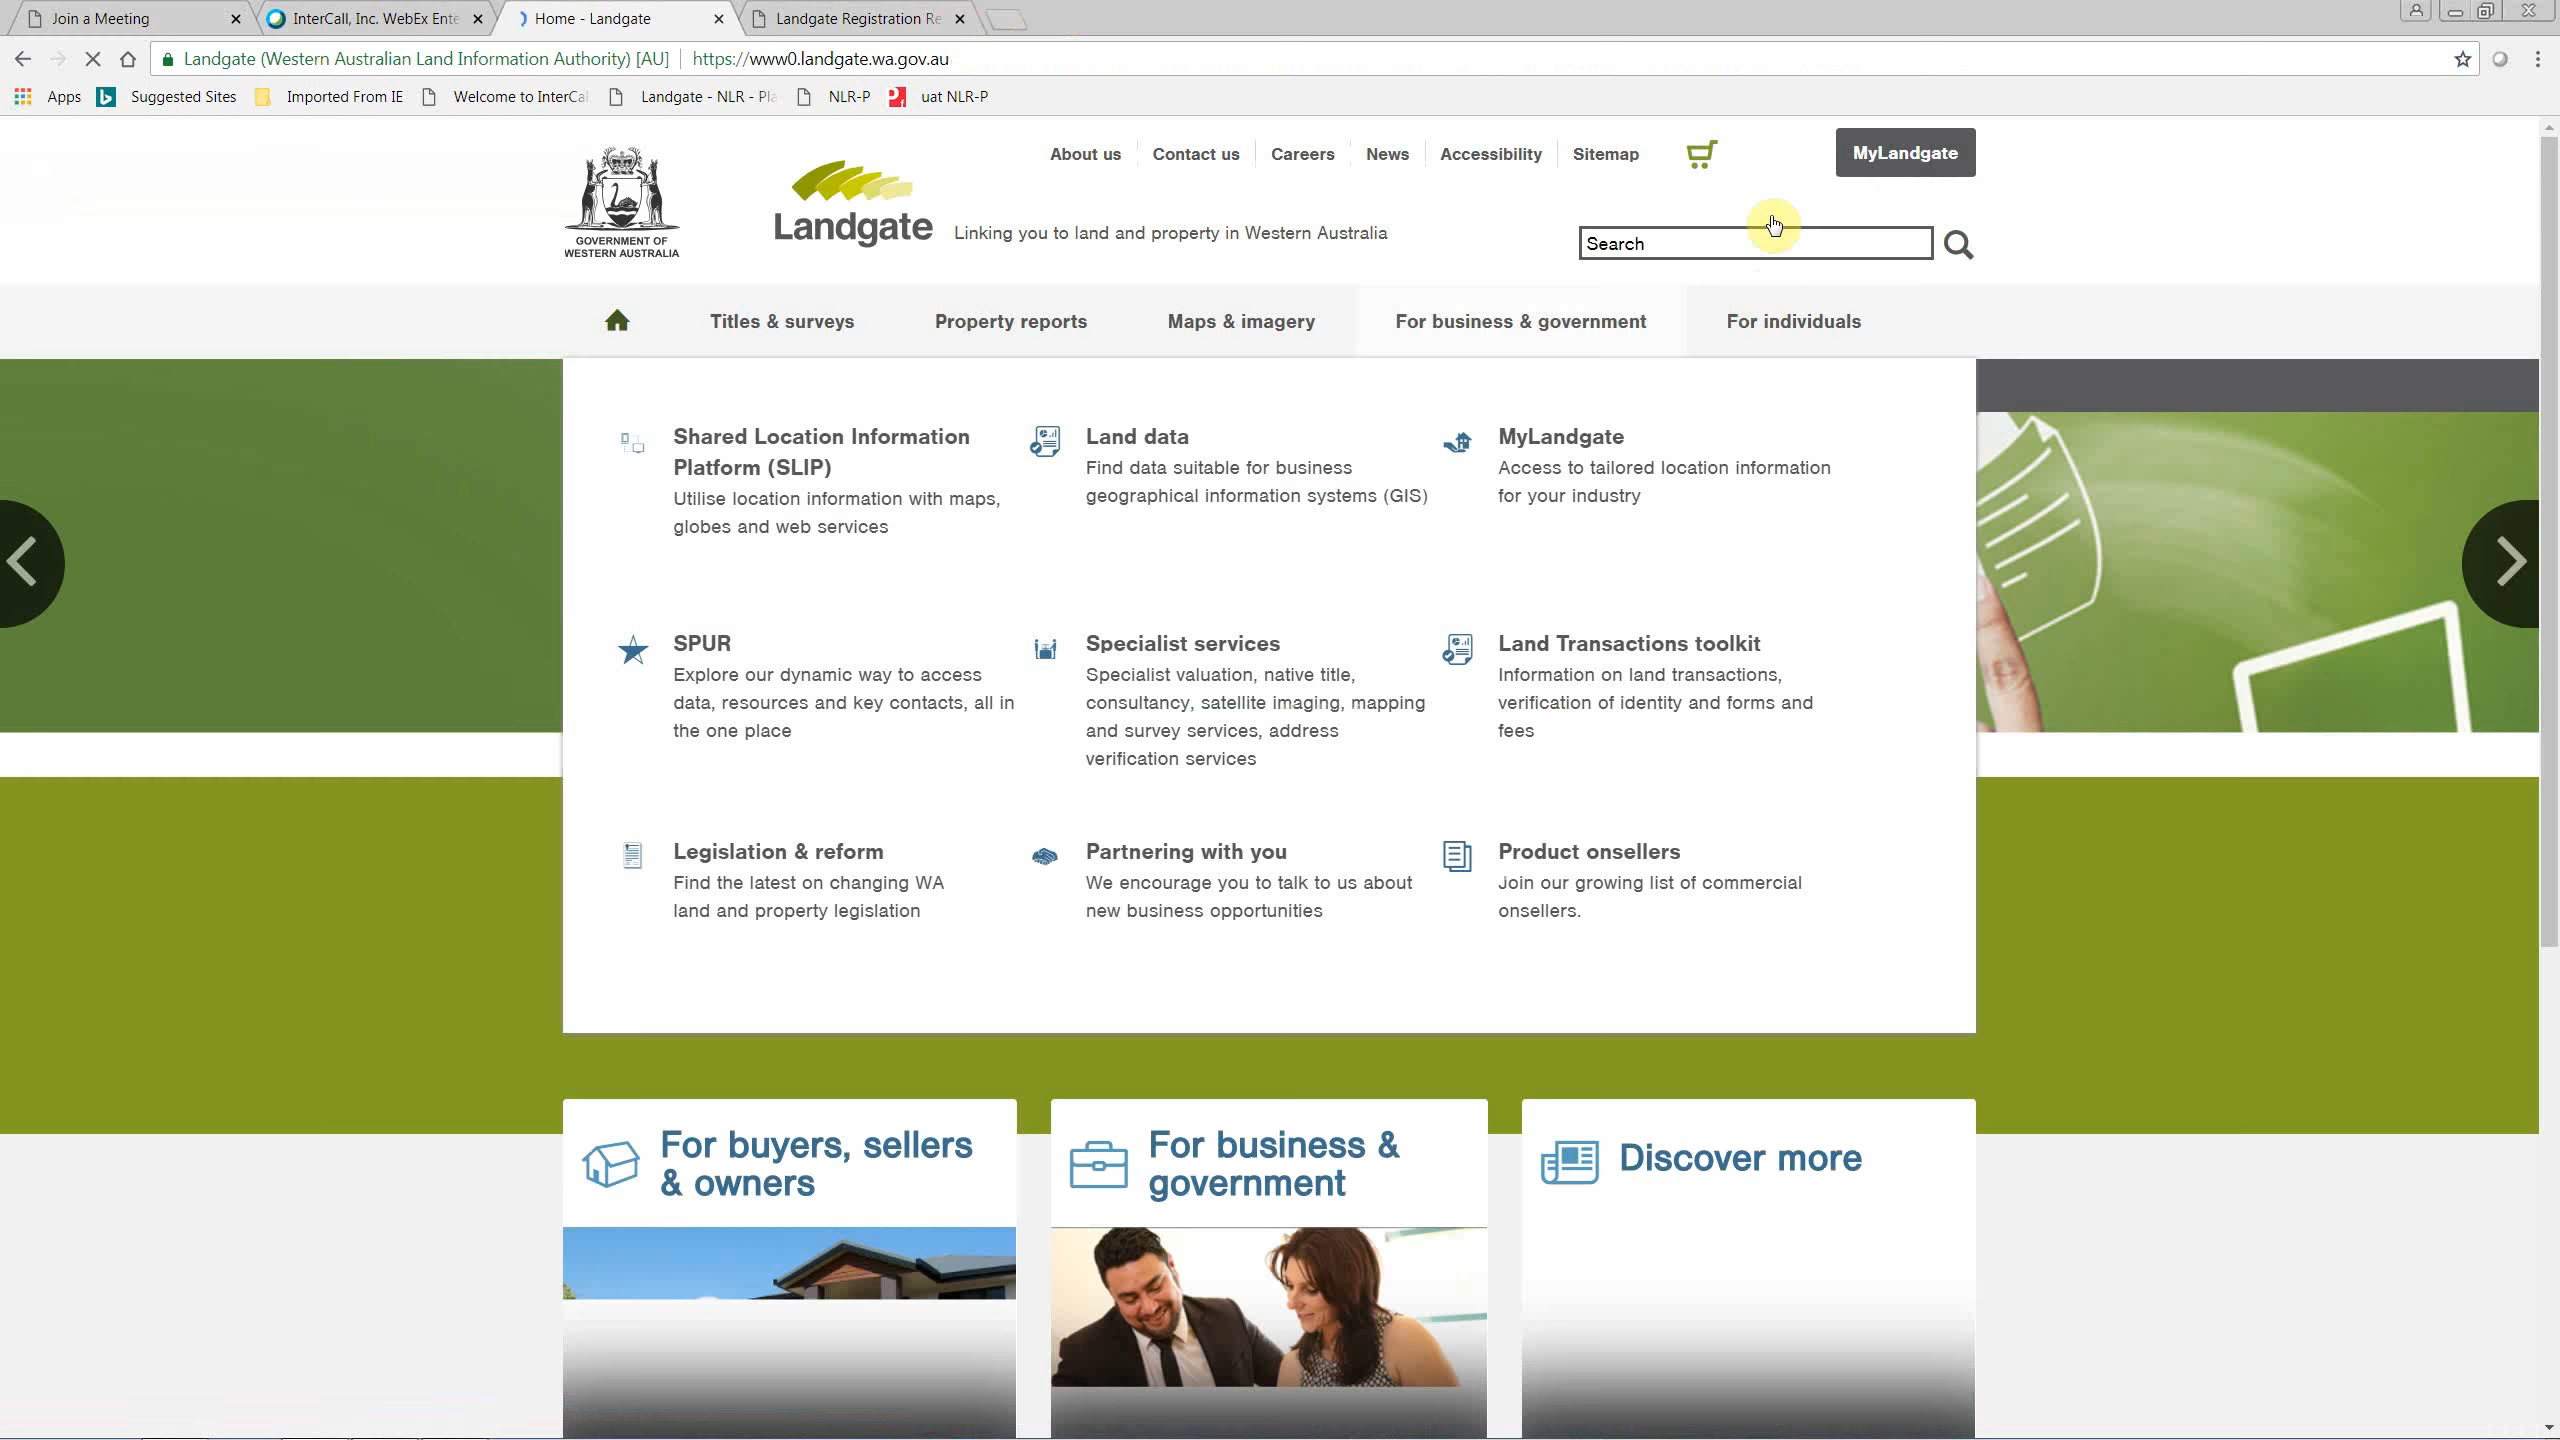 Join a Meeting
InterCall, Inc. WebEx Ente
Home - Landgate
Landgate Registration Re
Landgate (Western Australian Land Information Authority) [AU]
https://www0.landgate.wa.gov.au
Apps
Suggested Sites
Imported From IE
Welcome to InterCal
Landgate - NLR - Pla
NLR-P
uat NLR-P
About us
Contact us
Careers
News
Accessibility
Sitemap
MyLandgate
GOVERNMENT OF
WESTERN AUSTRALIA
Landgate
Linking you to land and property in Western Australia
Search
Titles & surveys
Property reports
Maps & imagery
For business & government
For individuals
Shared Location Information
Platform (SLIP)
Utilise location information with maps,
globes and web services
Land data
Find data suitable for business
geographical information systems (GIS)
MyLandgate
Access to tailored location information
for your industry
SPUR
Explore our dynamic way to access
data, resources and key contacts, all in
the one place
Specialist services
Specialist valuation, native title,
consultancy, satellite imaging, mapping
and survey services, address
verification services
Land Transactions toolkit
Information on land transactions,
verification of identity and forms and
fees
Legislation & reform
Find the latest on changing WA
land and property legislation
Partnering with you
We encourage you to talk to us about
new business opportunities
Product onsellers
Join our growing list of commercial
onsellers.
For buyers, sellers
& owners
For business &
government
Discover more